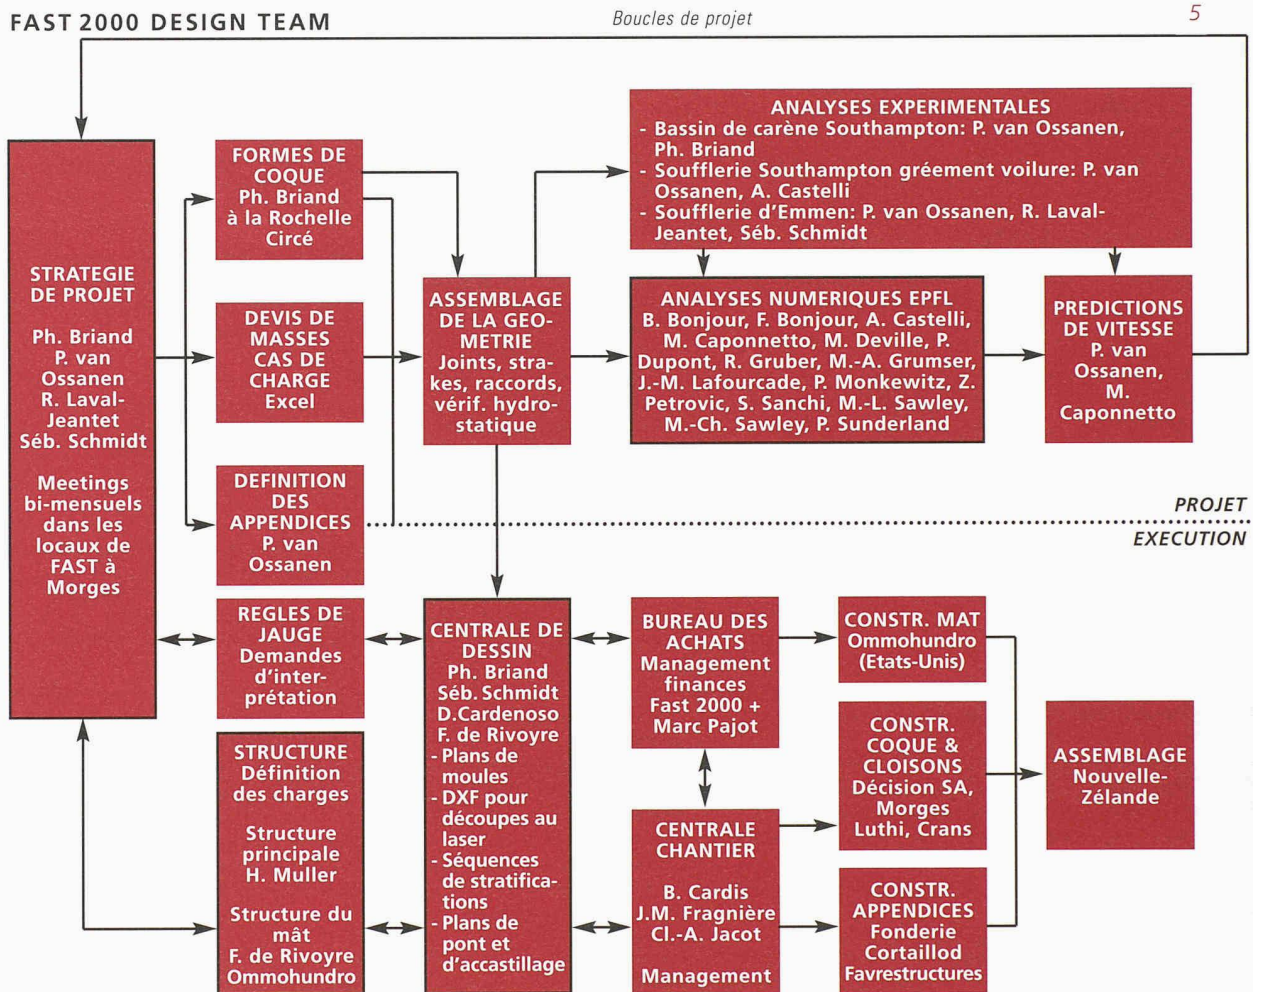 FAST 2000 DESIGN TEAM
Boucles de projet
5
STRATEGIE
DE PROJET
Ph. Briand
P. van
Ossanen
R. Laval-
Jeantet
Séb. Schmidt
Meetings
bi-mensuels
dans les
locaux de
FAST à
Morges
FORMES DE
COQUE
Ph. Briand
à la Rochelle
Circé
DEVIS DE
MASSES
CAS DE
CHARGE
Excel
DEFINITION
DES
APPENDICES
P. van
Ossanen
ASSEMBLAGE
DE LA GEO-
METRIE
Joints, stra-
kes, raccords,
vérif. hydro-
statique
ANALYSES EXPERIMENTALES
- Bassin de carène Southampton: P. van Ossanen,
Ph. Briand
- Soufflerie Southampton gréement voilure: P. van
Ossanen, A. Castelli
- Soufflerie d'Emmen: P. van Ossanen, R. Laval-
Jeantet, Séb. Schmidt
ANALYSES NUMERIQUES EPFL
B. Bonjour, F. Bonjour, A. Castelli,
M. Caponnetto, M. Deville, P.
Dupont, R. Gruber, M.-A. Grumser,
J.-M. Lafourcade, P. Monkewitz, Z.
Petrovic, S. Sanchi, M.-L. Sawley,
M.-Ch. Sawley, P. Sunderland
PREDICTIONS
DE VITESSE
P. van
Ossanen,
M.
Caponnetto
PROJET
EXECUTION
REGLES DE
JAUGE
Demandes
d'inter-
prétation
STRUCTURE
Définition
des charges
Structure
principale
H. Muller
Structure du
mât
F. de Rivoyre
Ommohundro
CENTRALE DE
DESSIN
Ph. Briand
Séb. Schmidt
D.Cardenoso
F. de Rivoyre
- Plans de
moules
- DXF pour
découpes au
laser
- Séquences
de stratifica-
tions
- Plans de
pont et
d'accastillage
BUREAU DES
ACHATS
Management
finances
Fast 2000 +
Marc Pajot
CENTRALE
CHANTIER
B. Cardis
J.M. Fragnière
Cl.-A. Jacot
Management
CONSTR. MAT
Ommohundro
(Etats-Unis)
CONSTR.
COQUE &
CLOISONS
Décision SA,
Morges
Luthi, Crans
CONSTR.
APPENDICES
Fonderie
Cortaillod
Favrestructures
ASSEMBLAGE
Nouvelle-
Zélande